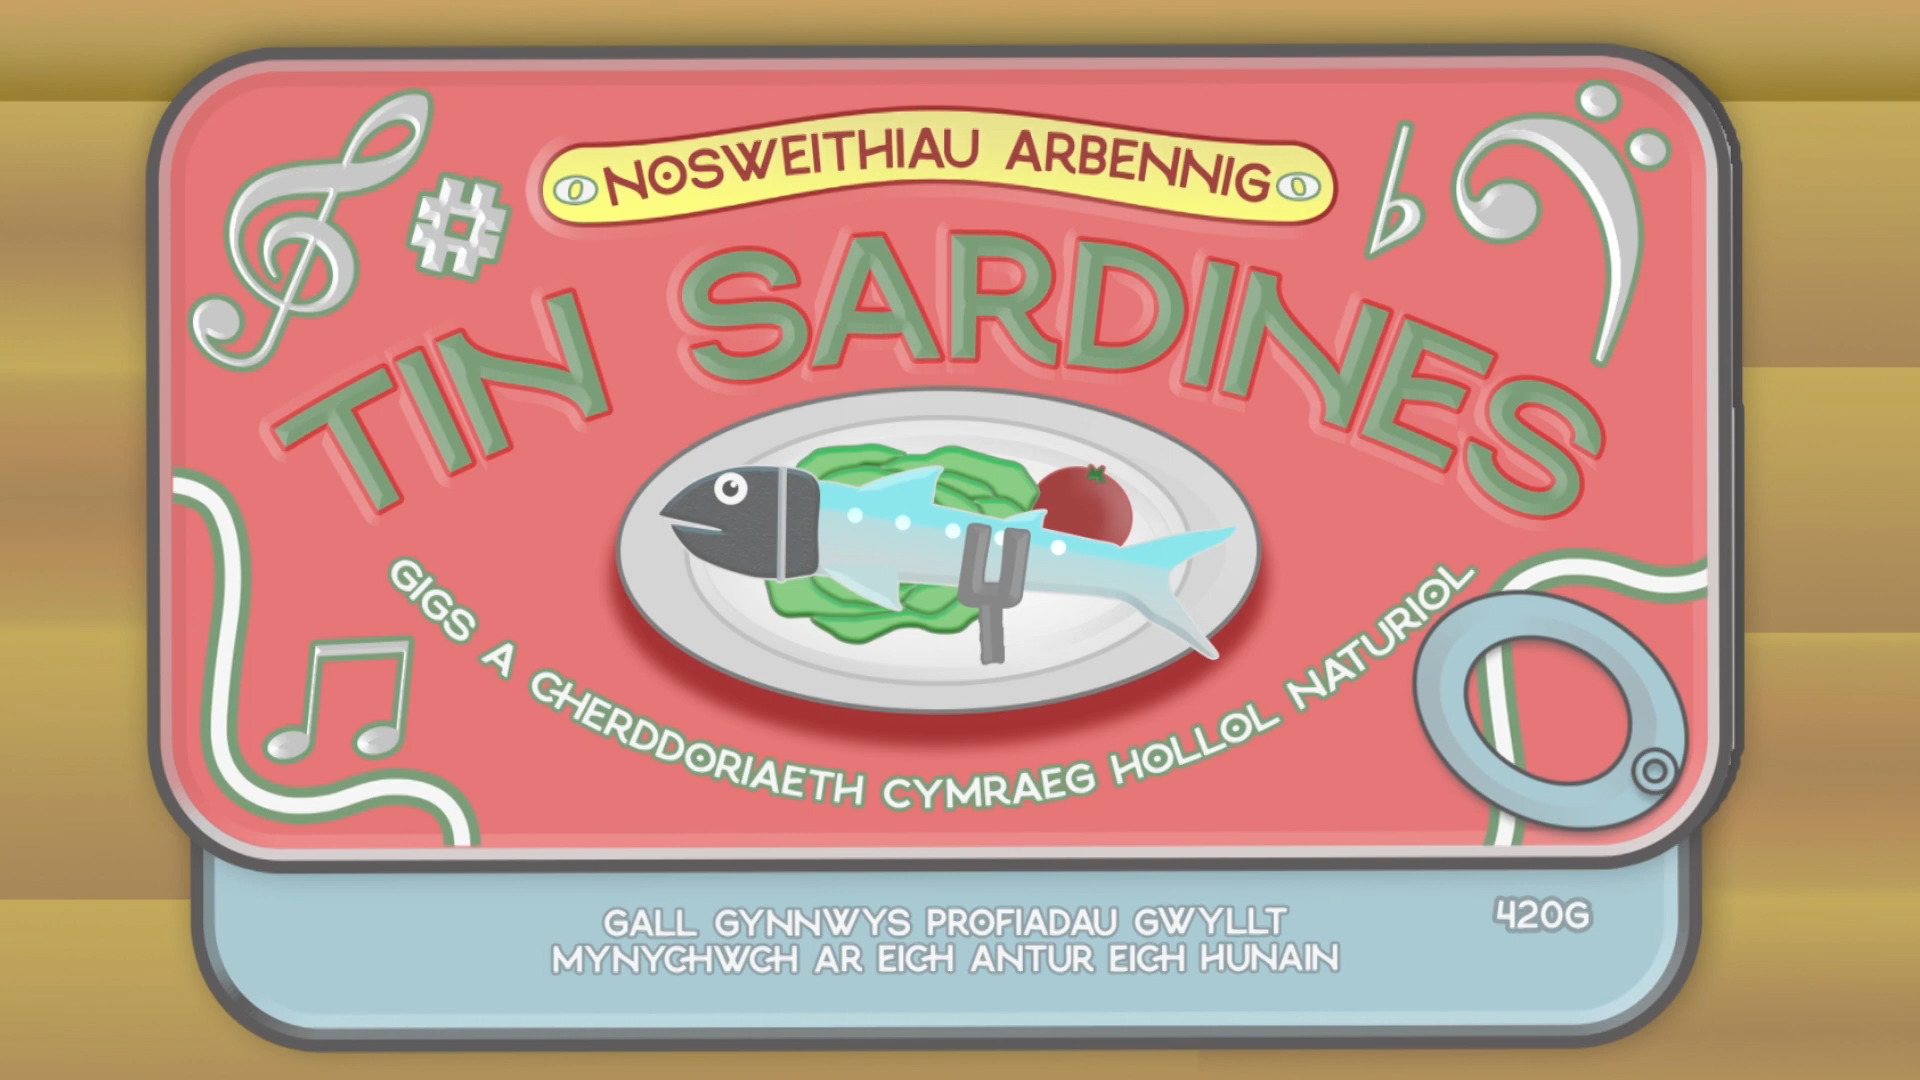 NOSWEITHIAU ARBENNIG
TIN SARDINES
GIGS A CHERDDORIAETH CYMRAEG HOLLOL NATURIOL
GALL GYNNWYS PROFIADAU GWYLLT
MYNYCHWCH AR EICH ANTUR EICH HUNAIN
420G